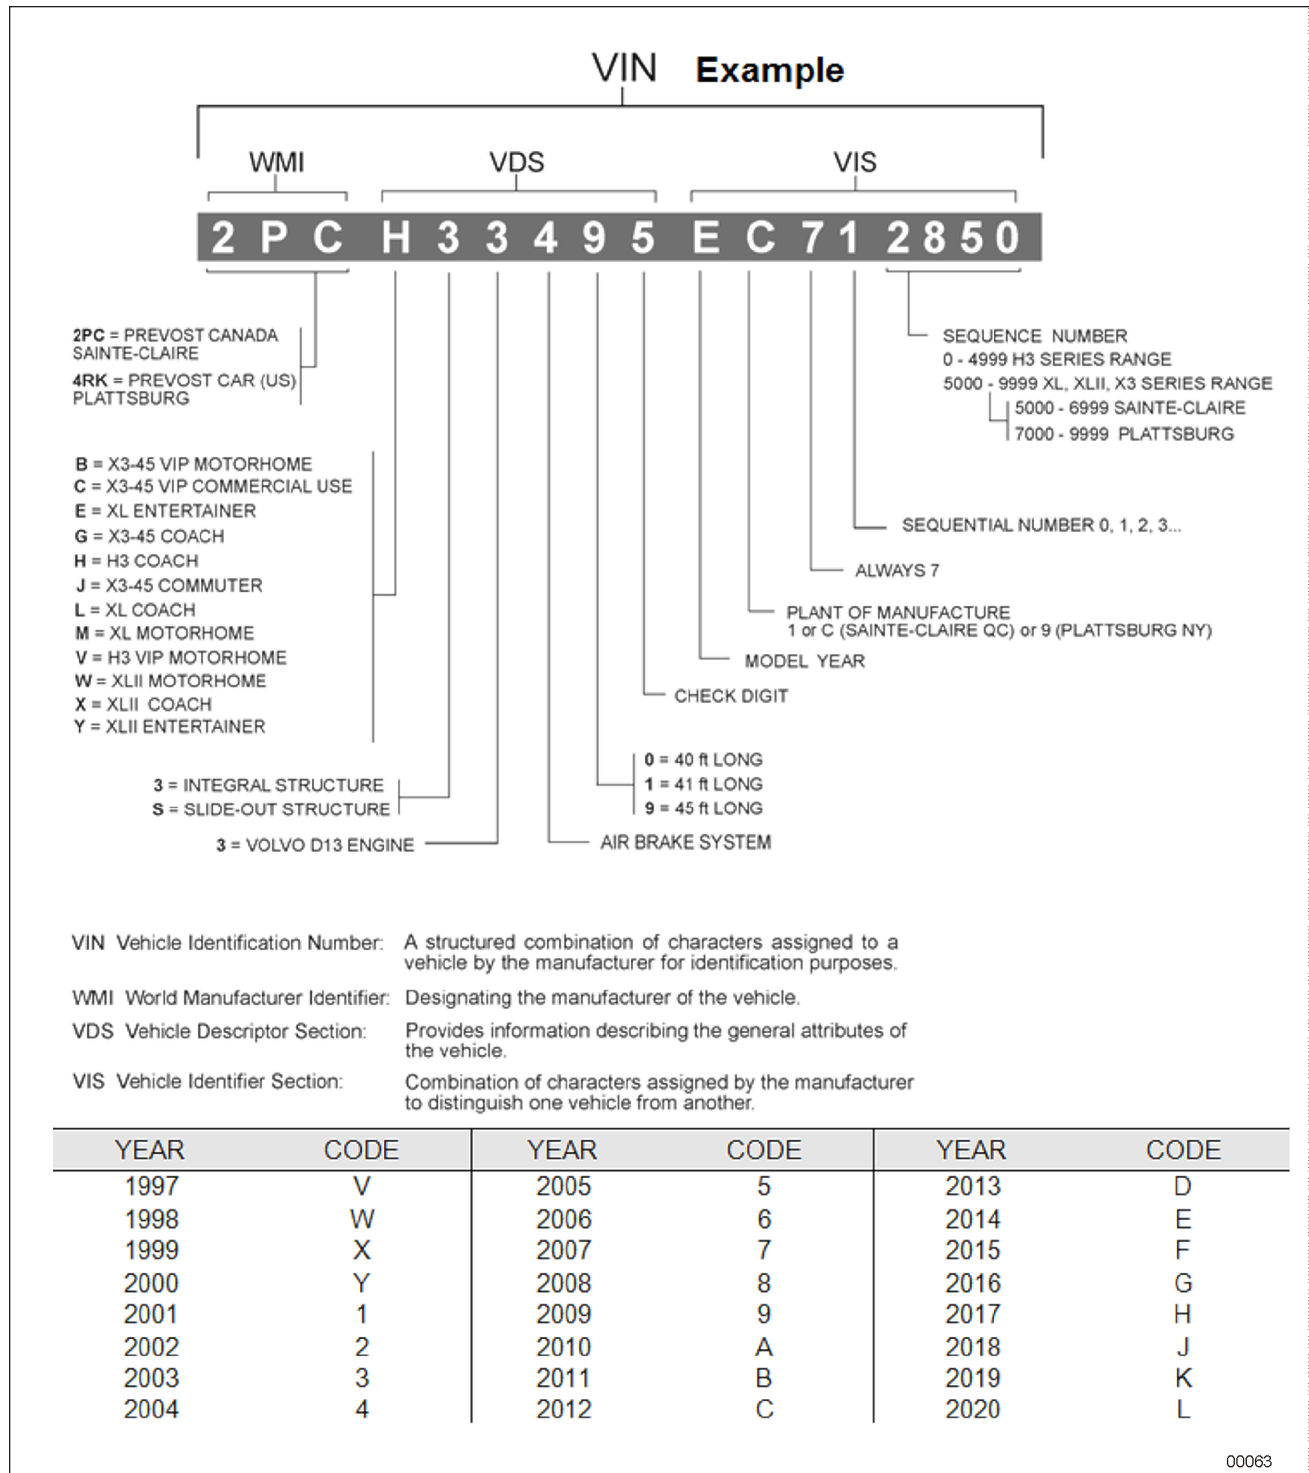 VIN Example
WMI VDS VIS
2 P C H 3 3 4 9 5 E C 7 1 2 8 5 0
2PC = PREVOST CANADA
SAINTE-CLAIRE
4RK = PREVOST CAR (US)
PLATTSBURG
SEQUENCE NUMBER
0 - 4999 H3 SERIES RANGE
5000 - 9999 XL, XLII, X3 SERIES RANGE
5000 - 6999 SAINTE-CLAIRE
7000 - 9999 PLATTSBURG
B = X3-45 VIP MOTORHOME
C = X3-45 VIP COMMERCIAL USE
E = XL ENTERTAINER
G = X3-45 COACH
H = H3 COACH
J = X3-45 COMMUTER
L = XL COACH
M = XL MOTORHOME
V = H3 VIP MOTORHOME
W = XLII MOTORHOME
X = XLII COACH
Y = XLII ENTERTAINER
SEQUENTIAL NUMBER 0, 1, 2, 3...
ALWAYS 7
PLANT OF MANUFACTURE
1 or C (SAINTE-CLAIRE QC) or 9 (PLATTSBURG NY)
MODEL YEAR
CHECK DIGIT
0 = 40 ft LONG
1 = 41 ft LONG
9 = 45 ft LONG
3 = INTEGRAL STRUCTURE
S = SLIDE-OUT STRUCTURE
3 = VOLVO D13 ENGINE
AIR BRAKE SYSTEM
VIN Vehicle Identification Number: A structured combination of characters assigned to a
vehicle by the manufacturer for identification purposes.
WMI World Manufacturer Identifier: Designating the manufacturer of the vehicle.
VDS Vehicle Descriptor Section: Provides information describing the general attributes of
the vehicle.
VIS Vehicle Identifier Section: Combination of characters assigned by the manufacturer
to distinguish one vehicle from another.
YEAR CODE YEAR CODE YEAR CODE
1997 V 2005 5 2013 D
1998 W 2006 6 2014 E
1999 X 2007 7 2015 F
2000 Y 2008 8 2016 G
2001 1 2009 9 2017 H
2002 2 2010 A 2018 J
2003 3 2011 B 2019 K
2004 4 2012 C 2020 L
00063